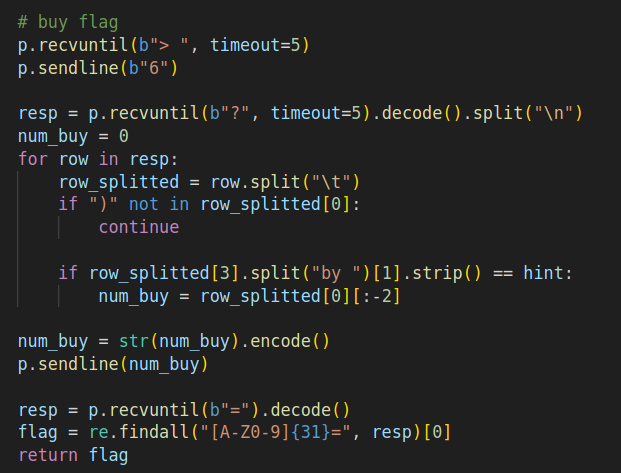 # buy flag
p.recvuntil(b"> ", timeout=5)
p.sendline(b"6")

resp = p.recvuntil(b"?", timeout=5).decode().split("\n")
num_buy = 0
for row in resp:
    row_splitted = row.split("\t")
    if ")" not in row_splitted[0]:
        continue

    if row_splitted[3].split("by ")[1].strip() == hint:
        num_buy = row_splitted[0][:-2]

num_buy = str(num_buy).encode()
p.sendline(num_buy)

resp = p.recvuntil(b"=").decode()
flag = re.findall("[A-Z0-9]{31}=", resp)[0]
return flag